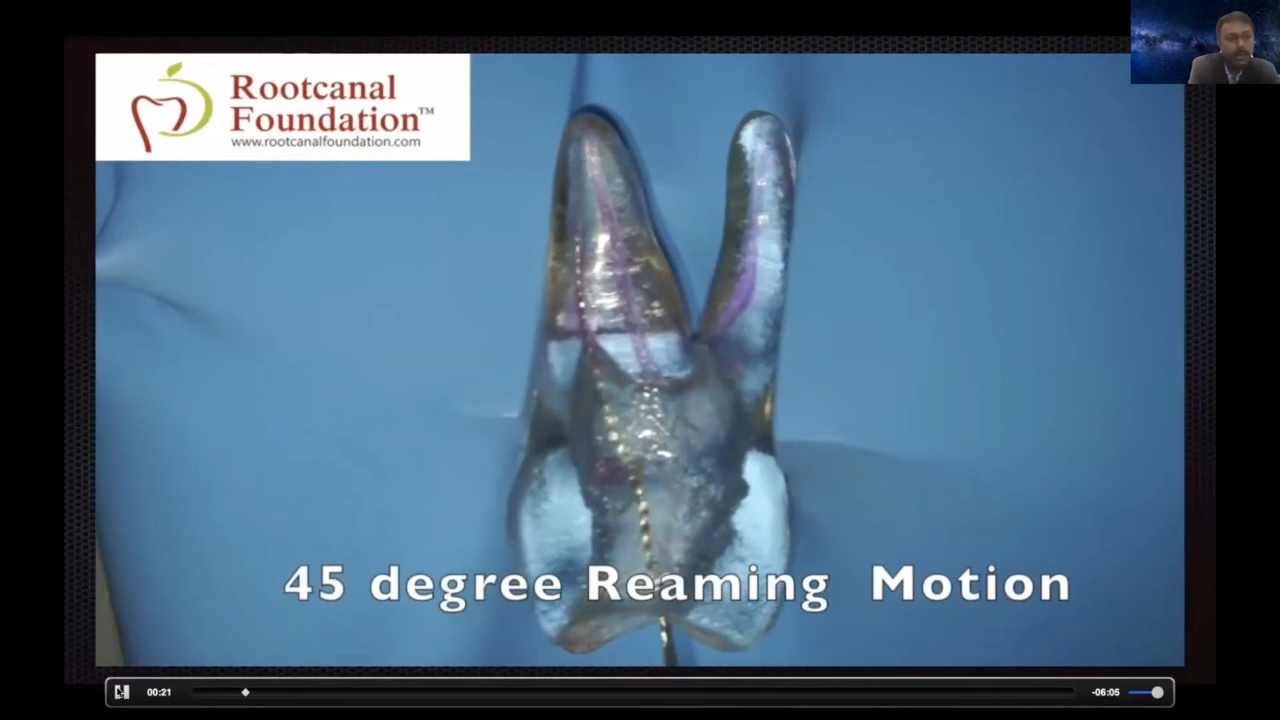 Rootcanal
Foundation™
www.rootcanalfoundation.com
45 degree Reaming Motion
00:21
-06:05